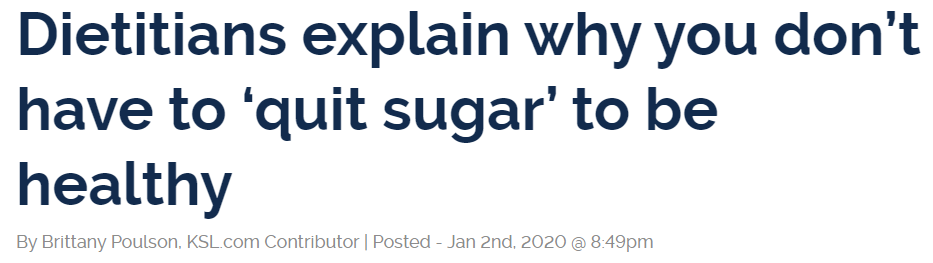 Dietitians explain why you don’t
have to ‘quit sugar’ to be
healthy
By Brittany Poulson, KSL.com Contributor | Posted - Jan 2nd, 2020 @ 8:49pm